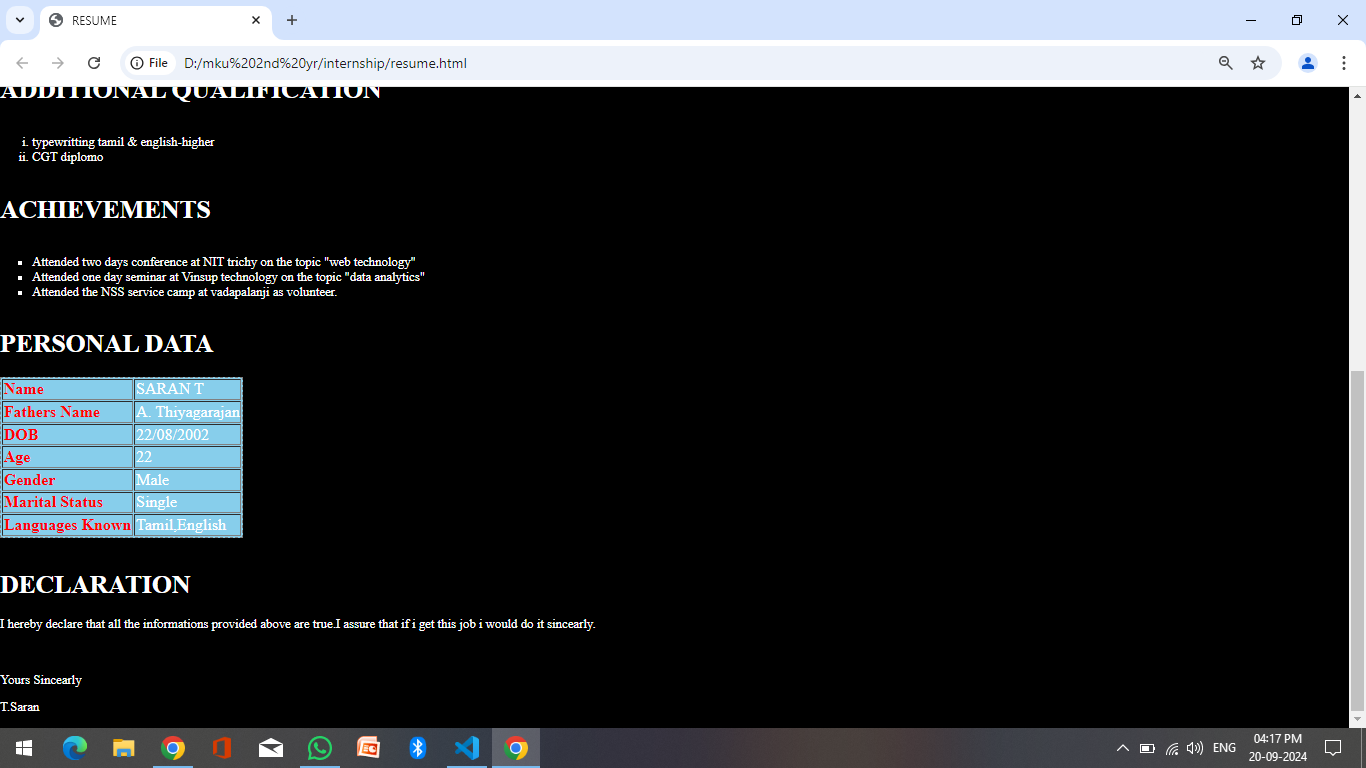 RESUME
File D:/mku%202nd%20yr/internship/resume.html
ADDITIONAL QUALIFICATION
i. typewritting tamil & english-higher
ii. CGT diplomo
ACHIEVEMENTS
Attended two days conference at NIT trichy on the topic "web technology"
Attended one day seminar at Vinsup technology on the topic "data analytics"
Attended the NSS service camp at vadapalanji as volunteer.
PERSONAL DATA
Name SARAN T
Fathers Name A. Thiyagarajan
DOB 22/08/2002
Age 22
Gender Male
Marital Status Single
Languages Known Tamil,English
DECLARATION
I hereby declare that all the informations provided above are true.I assure that if i get this job i would do it sincearly.
Yours Sincearly
T.Saran
ENG 04:17 PM
20-09-2024